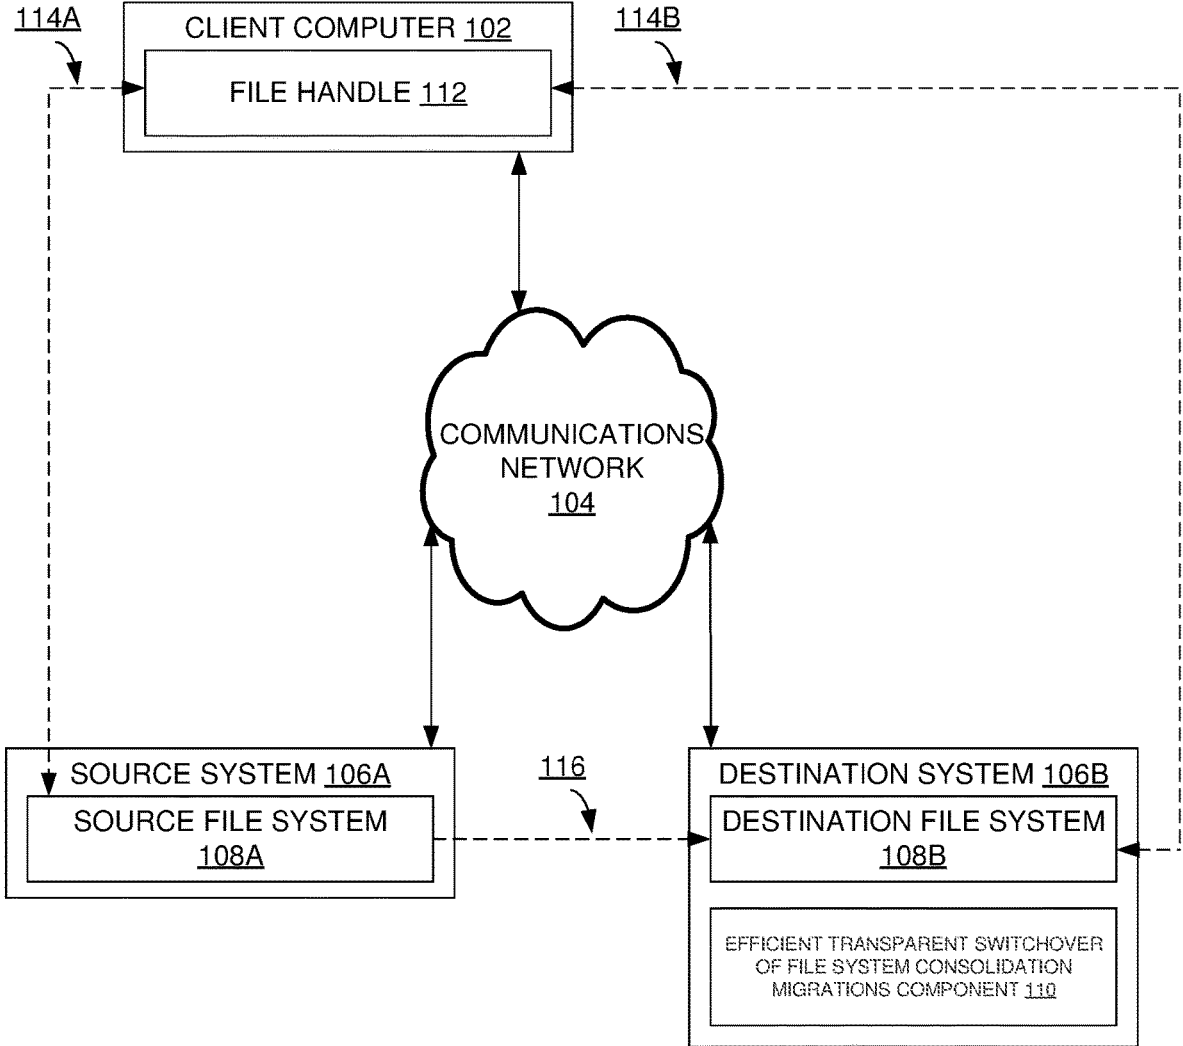 114A
CLIENT COMPUTER 102
114B
FILE HANDLE 112
COMMUNICATIONS
NETWORK
104
SOURCE SYSTEM 106A
SOURCE FILE SYSTEM
108A
116
DESTINATION SYSTEM 106B
DESTINATION FILE SYSTEM
108B
EFFICIENT TRANSPARENT SWITCHOVER
OF FILE SYSTEM CONSOLIDATION
MIGRATIONS COMPONENT 110